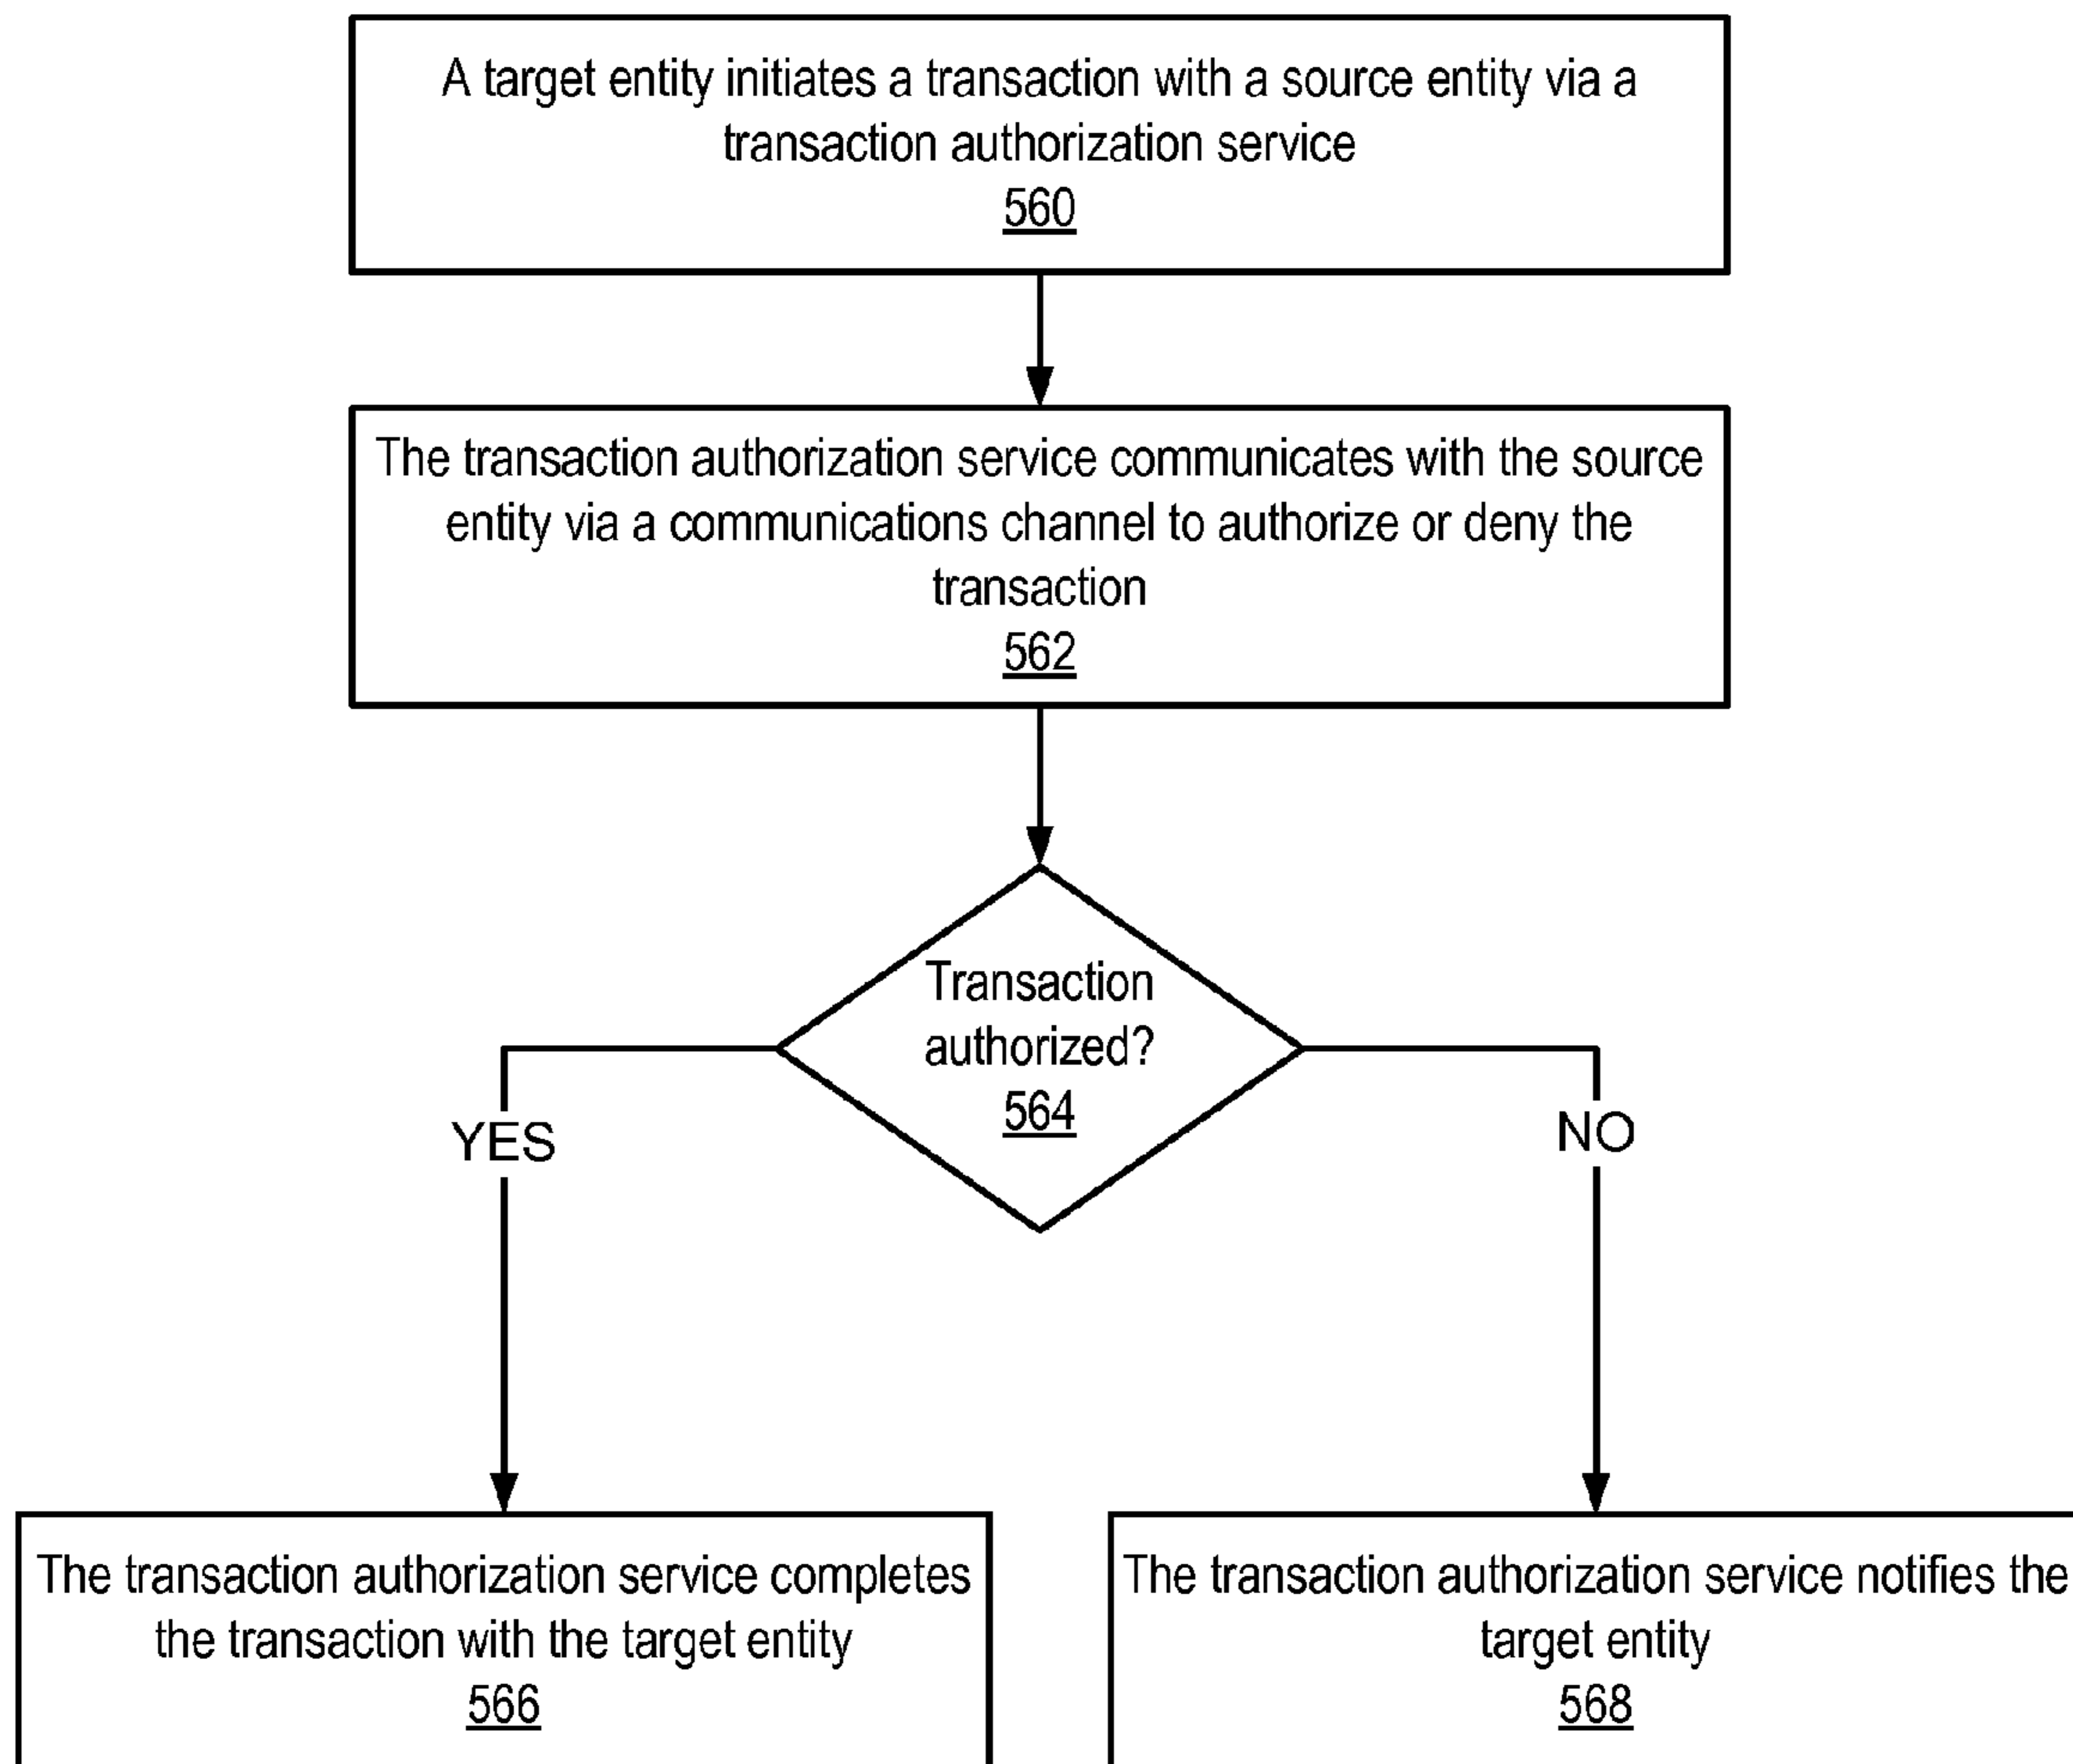 A target entity initiates a transaction with a source entity via a
transaction authorization service
560
The transaction authorization service communicates with the source
entity via a communications channel to authorize or deny the
transaction
562
Transaction
authorized?
564
YES
NO
The transaction authorization service completes
the transaction with the target entity
566
The transaction authorization service notifies the
target entity
568